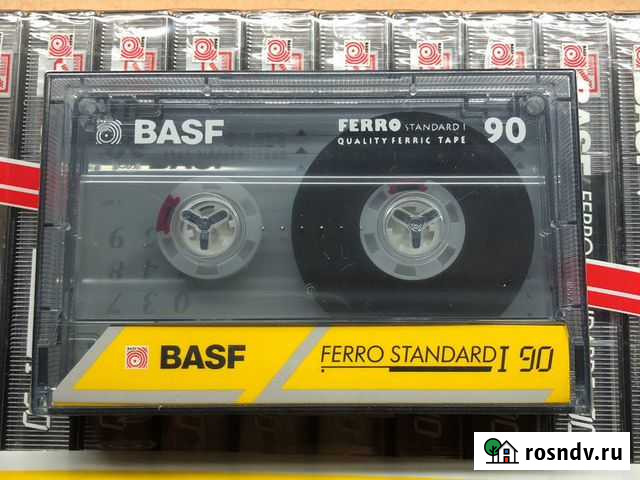 BASF
FERRO STANDARD I 90
QUALITY FERRIC TAPE
BASF FERRO STANDARD I 90
rosndv.ru